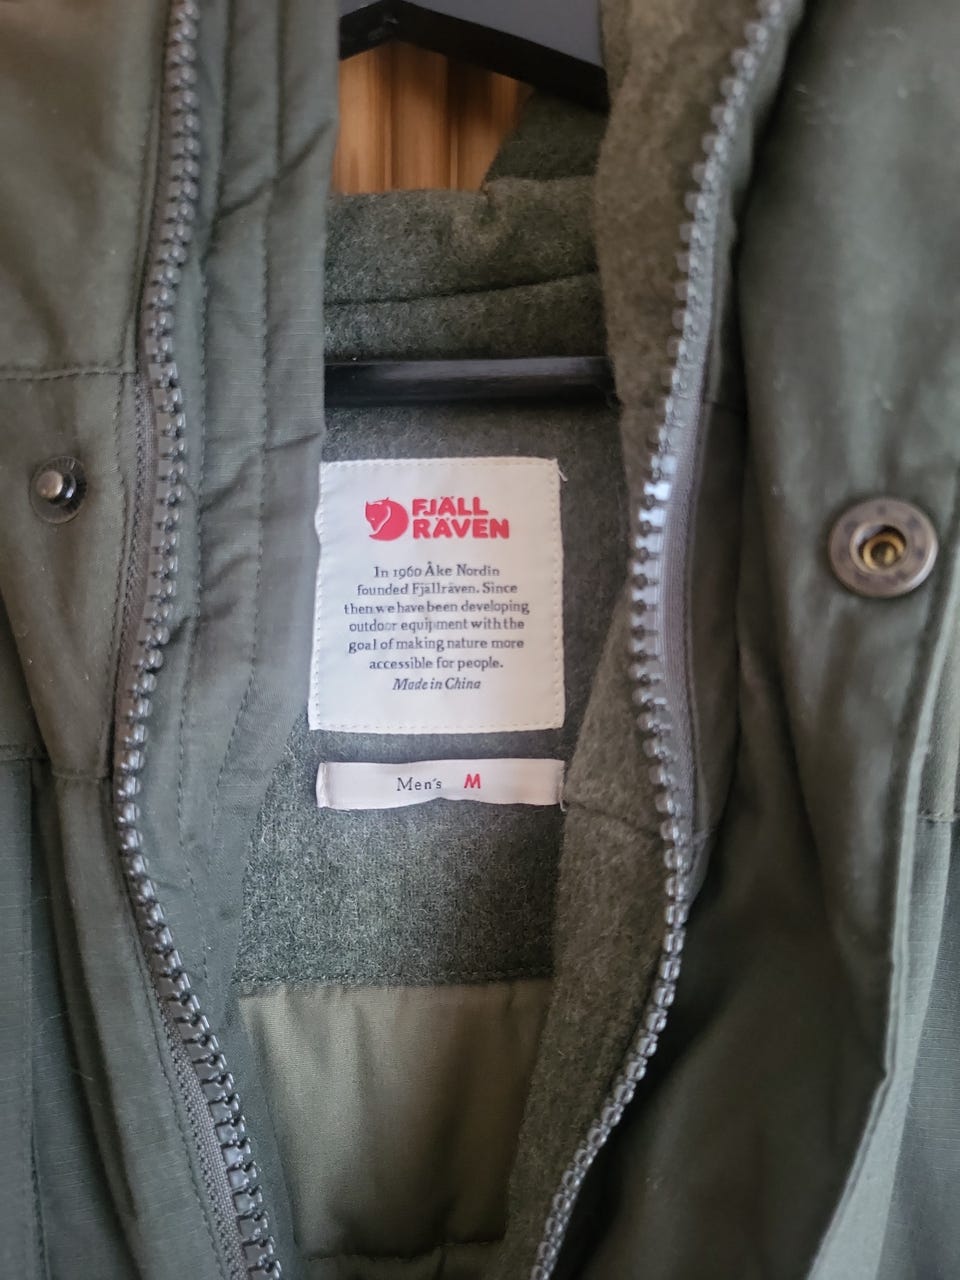 FJÄLL
RÄVEN
In 1960 Åke Nordin
founded Fjällräven. Since
then we have been developing
outdoor equipment with the
goal of making nature more
accessible for people.
Made in China
Men's M